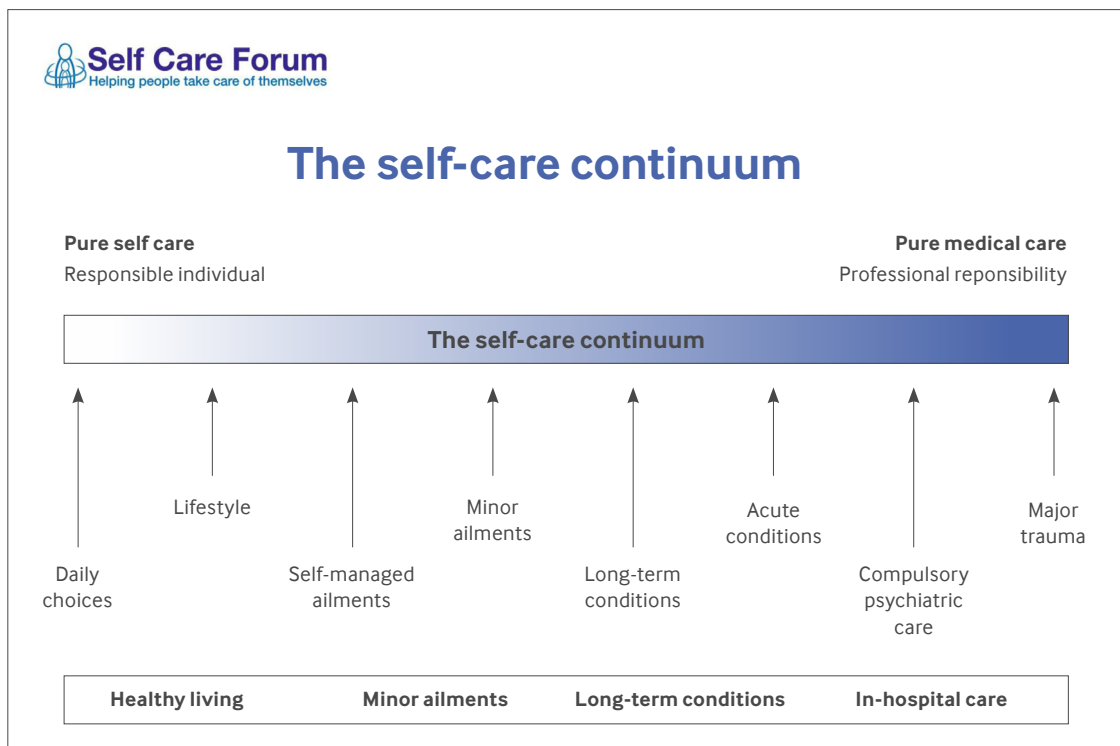 Self Care Forum
Helping people take care of themselves
The self-care continuum
Pure self care
Responsible individual
Pure medical care
Professional reponsibility
The self-care continuum
Daily
choices
Lifestyle
Self-managed
ailments
Minor
ailments
Long-term
conditions
Acute
conditions
Compulsory
psychiatric
care
Major
trauma
Healthy living
Minor ailments
Long-term conditions
In-hospital care